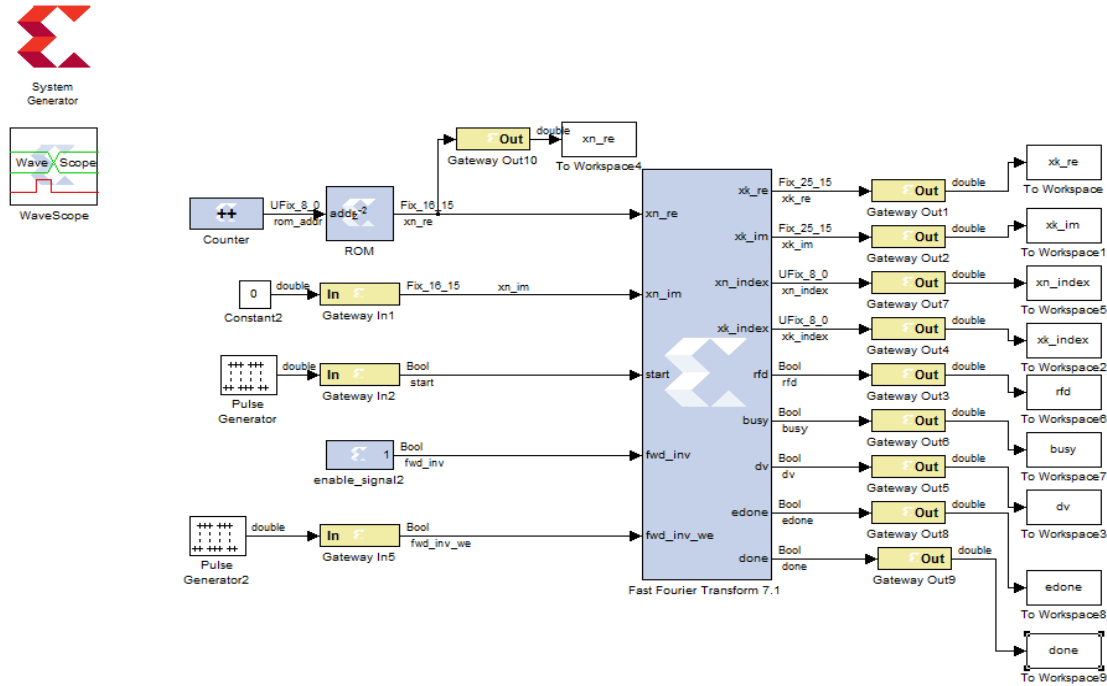 System
Generator
Wave Scope
WaveScope
Out
double
xn_re
Gateway Out10
To Workspace4
++
Counter
UFix_8_0
rom_addr
ROM
Fix_16_15
xn_re
0
Constant2
double
In
Gateway In1
Fix_16_15
xn_im
Pulse
Generator
double
In
Gateway In2
Bool
start
1
enable_signal2
Bool
fwd_inv
Pulse
Generator2
double
In
Gateway In5
Bool
fwd_inv_we
xn_re
xn_im
start
fwd_inv
fwd_inv_we
xk_re
xk_im
xn_index
xk_index
rfd
busy
dv
edone
done
Fast Fourier Transform 7.1
Fix_25_15
xk_re
Out
Gateway Out1
double
xk_re
To Workspace
Fix_25_15
xk_im
Out
Gateway Out2
double
xk_im
To Workspace1
UFix_8_0
xn_index
Out
Gateway Out7
double
xn_index
To Workspace5
UFix_8_0
xk_index
Out
Gateway Out4
double
xk_index
To Workspace2
Bool
rfd
Out
Gateway Out3
double
rfd
To Workspace6
Bool
busy
Out
Gateway Out6
double
busy
To Workspace7
Bool
dv
Out
Gateway Out5
double
dv
To Workspace3
Bool
edone
Out
Gateway Out8
double
edone
To Workspace8
Bool
done
Out
Gateway Out9
double
done
To Workspace9